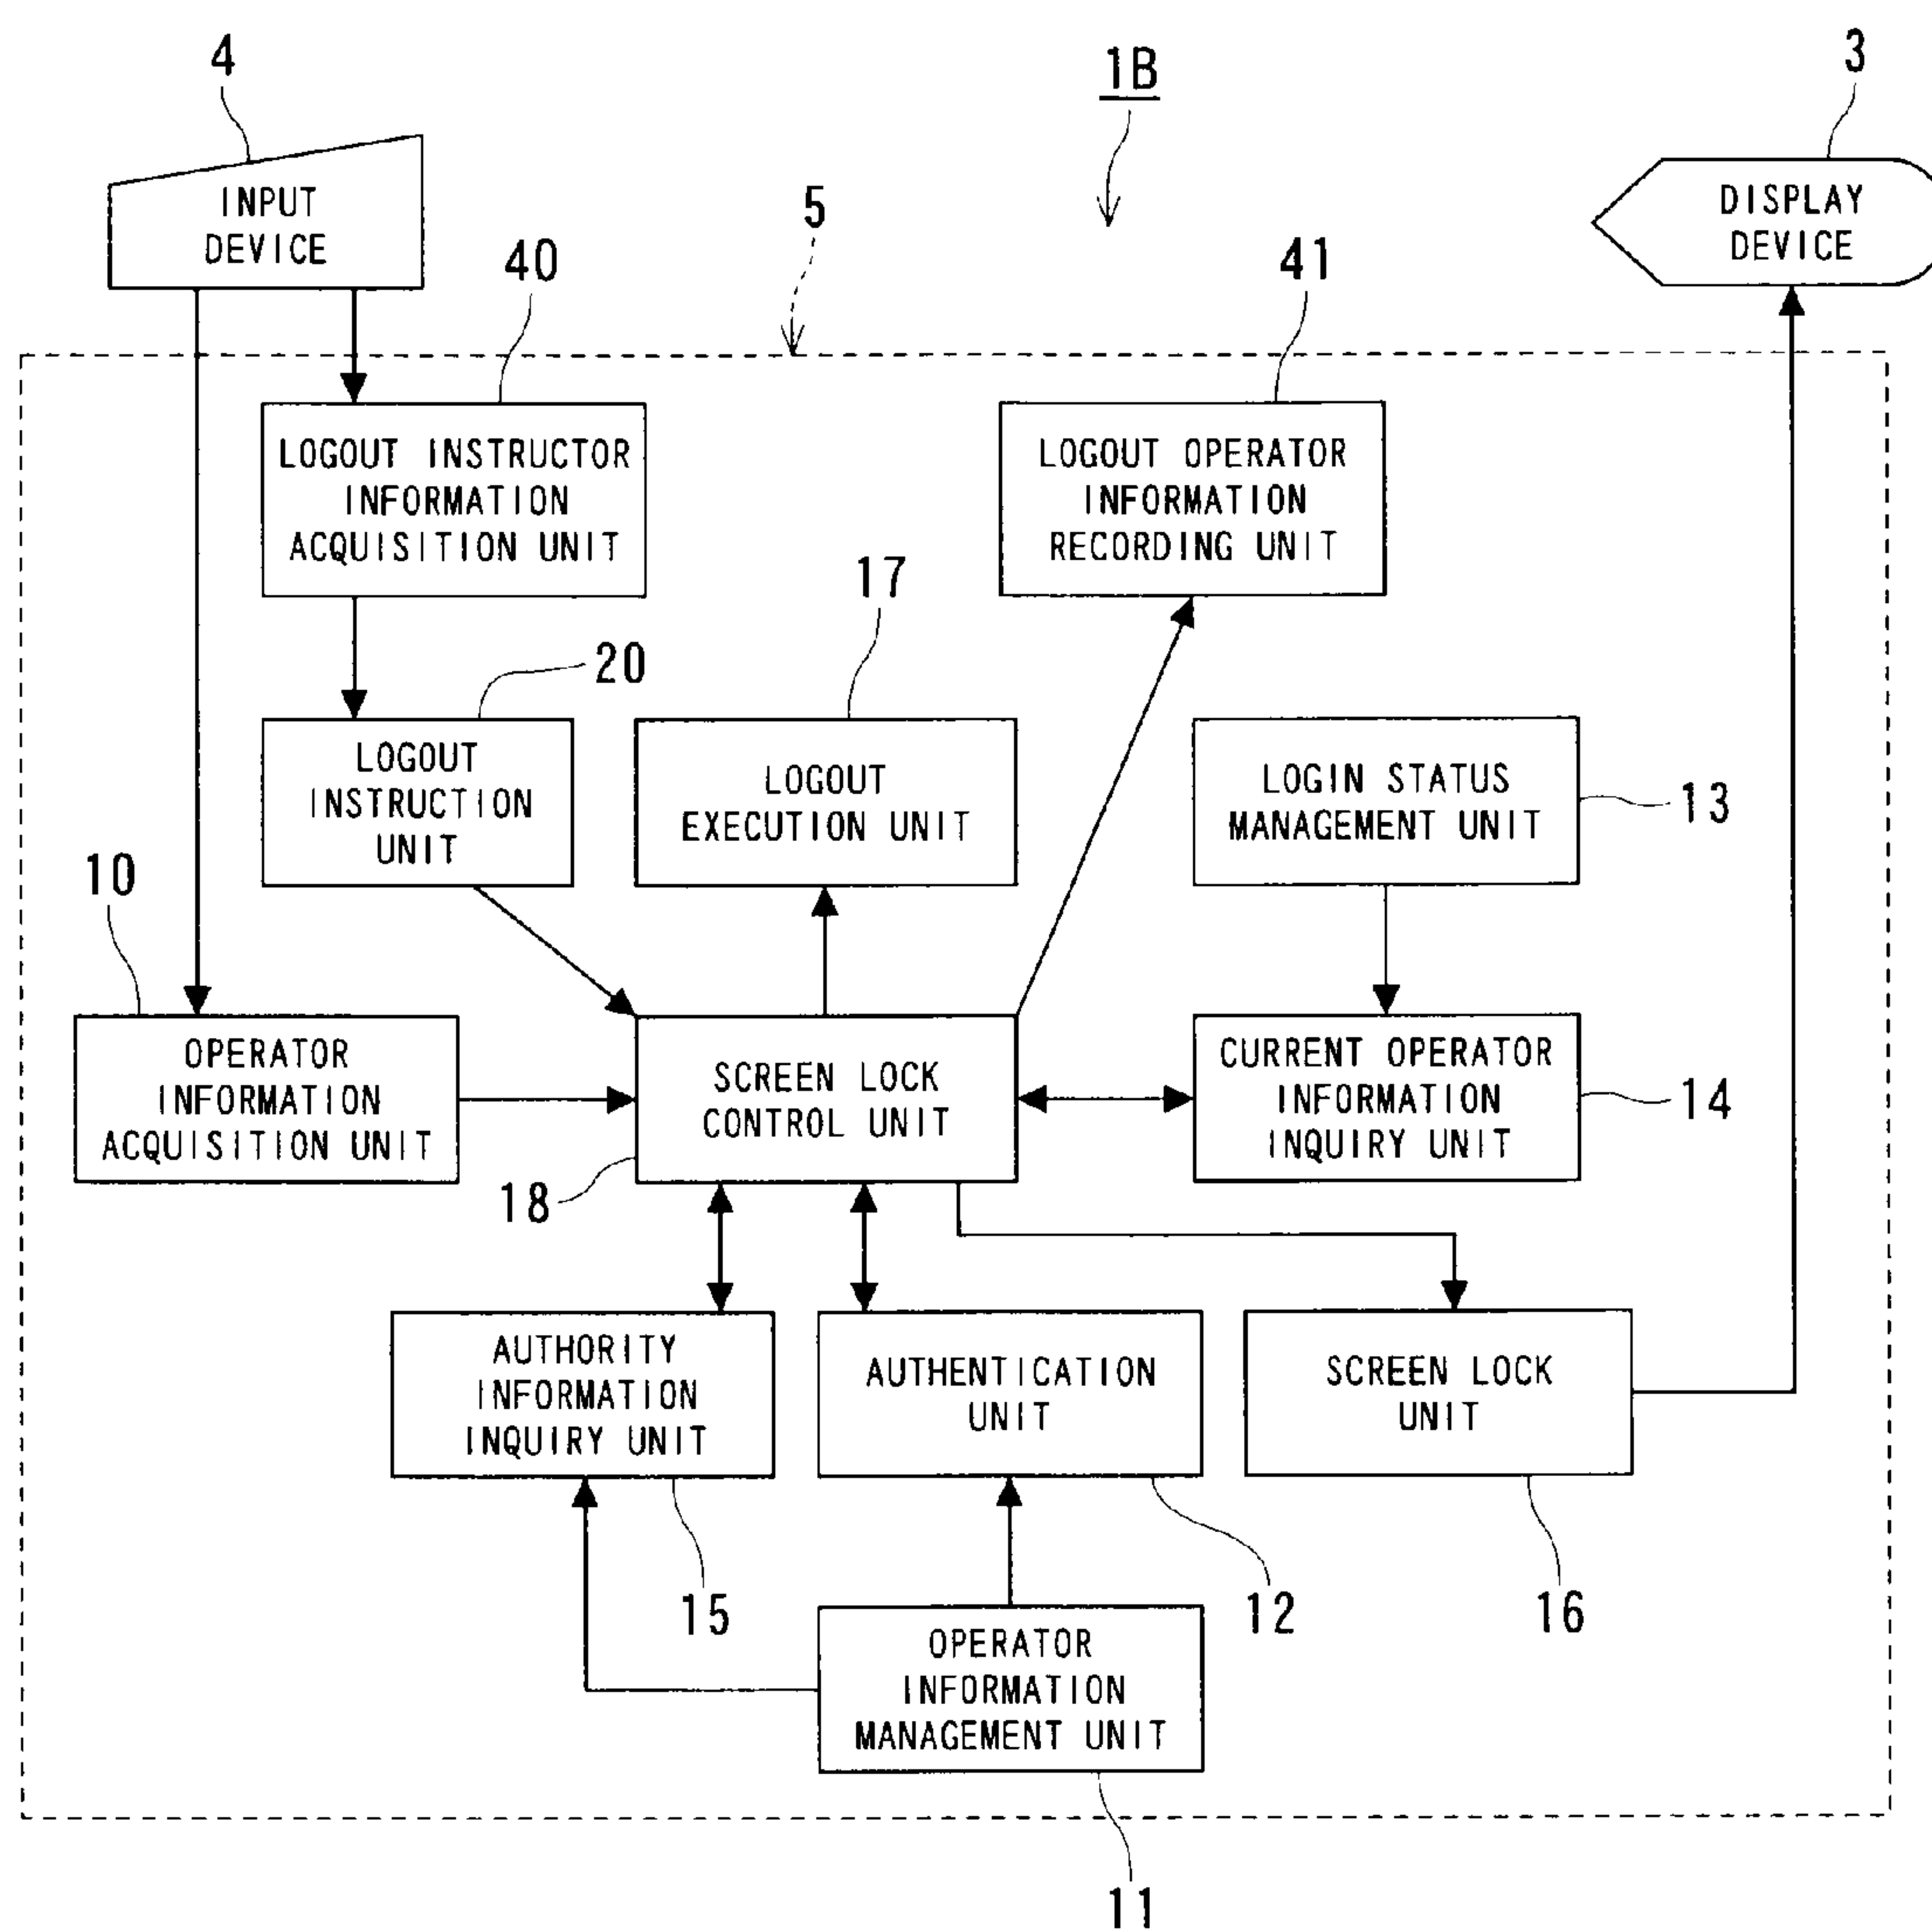 4
1B
3
INPUT
DEVICE
DISPLAY
DEVICE
5
40
41
LOGOUT INSTRUCTOR
INFORMATION
ACQUISITION UNIT
LOGOUT OPERATOR
INFORMATION
RECORDING UNIT
17
20
LOGOUT
INSTRUCTION
UNIT
LOGOUT
EXECUTION UNIT
LOGIN STATUS
MANAGEMENT UNIT
13
10
OPERATOR
INFORMATION
ACQUISITION UNIT
SCREEN LOCK
CONTROL UNIT
CURRENT OPERATOR
INFORMATION
INQUIRY UNIT
14
18
AUTHORITY
INFORMATION
INQUIRY UNIT
AUTHENTICATION
UNIT
SCREEN LOCK
UNIT
15
12
16
OPERATOR
INFORMATION
MANAGEMENT UNIT
11